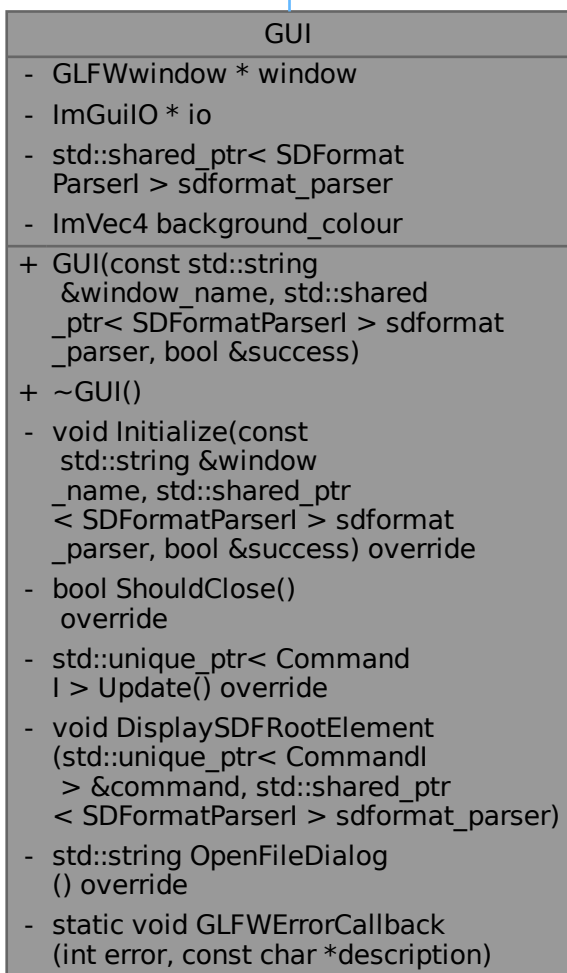 GUI
- GLFWwindow * window
- ImGuiIO * io
- std::shared_ptr< SDFormat
ParserI > sdformat_parser
- ImVec4 background_colour
+ GUI(const std::string
&window_name, std::shared
_ptr< SDFormatParserI > sdformat
_parser, bool &success)
+ ~GUI()
- void Initialize(const
std::string &window
_name, std::shared_ptr
< SDFormatParserI > sdformat
_parser, bool &success) override
- bool ShouldClose()
override
- std::unique_ptr< Command
I > Update() override
- void DisplaySDFRootElement
(std::unique_ptr< CommandI
> &command, std::shared_ptr
< SDFormatParserI > sdformat_parser)
- std::string OpenFileDialog
() override
- static void GLFWErrorCallback
(int error, const char *description)